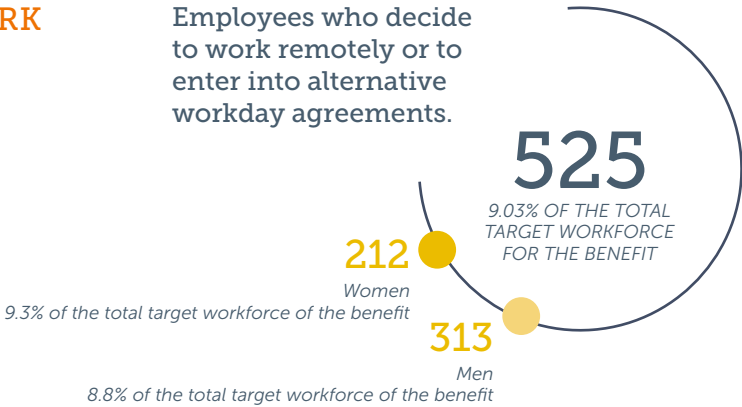 Employees who decide
to work remotely or to
enter into alternative
workday agreements.
525
9.03% OF THE TOTAL
TARGET WORKFORCE
FOR THE BENEFIT
212
Women
9.3% of the total target workforce of the benefit
313
Men
8.8% of the total target workforce of the benefit